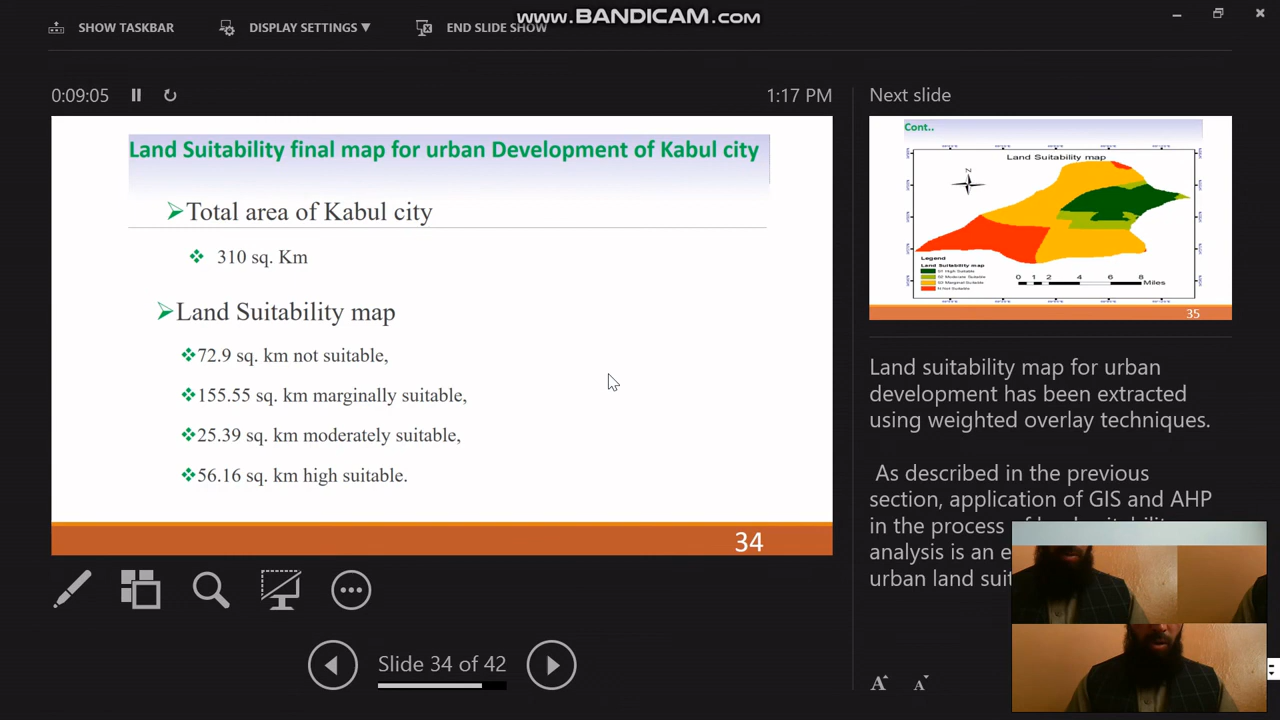 www.BANDICAM.com
SHOW TASKBAR
DISPLAY SETTINGS ▼
END SLIDE SHOW
0:09:05
1:17 PM
Next slide
Land Suitability final map for urban Development of Kabul city
Total area of Kabul city
310 sq. Km
Land Suitability map
72.9 sq. km not suitable,
155.55 sq. km marginally suitable,
25.39 sq. km moderately suitable,
56.16 sq. km high suitable.
34
Cont..
Land Suitability map
N
Legend
Land Suitability map
S1 High Suitable
S2 Moderate Suitable
S3 Marginal Suitable
N Not Suitable
0 1 2 4 6 8
Miles
35
Land suitability map for urban
development has been extracted
using weighted overlay techniques.
As described in the previous
section, application of GIS and AHP
in the process
analysis is an
urban land
Slide 34 of 42
A A